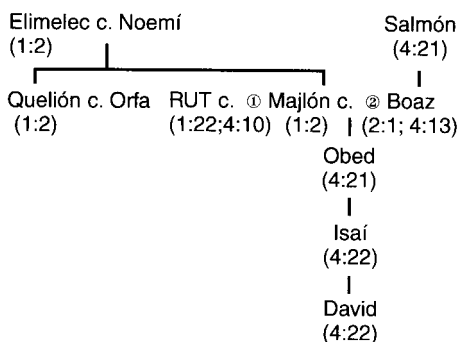 Elimelec c. Noemí Salmón
(1:2) (4:21)
Quelión c. Orfa RUT c. ① Majlón c. ② Boaz
(1:2) (1:22;4:10) (1:2) (2:1; 4:13)
Obed
(4:21)
Isaí
(4:22)
David
(4:22)